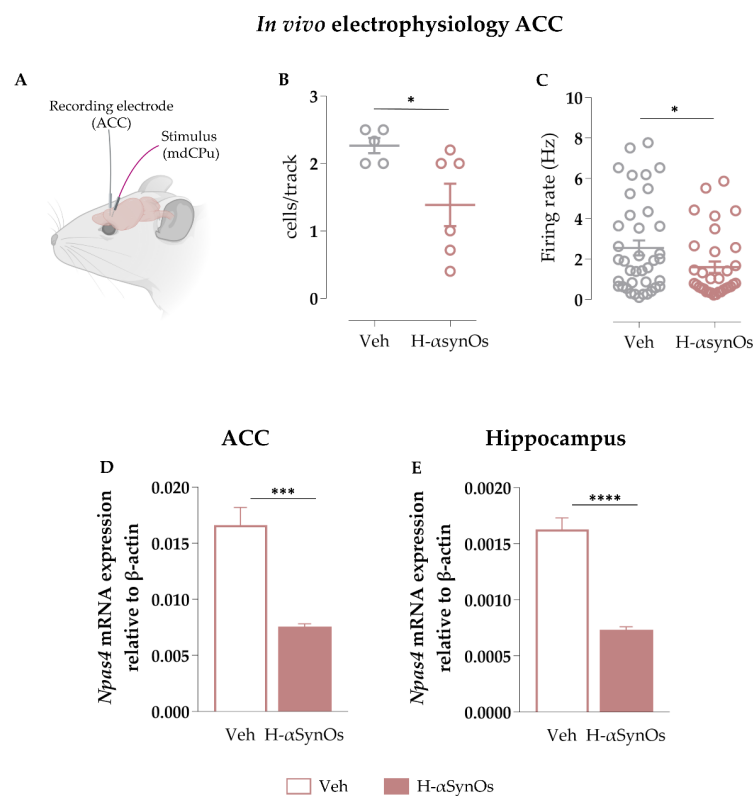 In vivo electrophysiology ACC
A
Recording electrode
(ACC)
Stimulus
(mdCPu)
B
*
cells/track
3
2
1
0
Veh
H-αsynOs
C
*
Firing rate (Hz)
10
8
6
4
2
0
Veh
H-αsynOs
ACC
D
***
Npas4 mRNA expression
relative to β-actin
0.020
0.015
0.010
0.005
0.000
Veh
H-αSynOs
Hippocampus
E
****
Npas4 mRNA expression
relative to β-actin
0.0020
0.0015
0.0010
0.0005
0.0000
Veh
H-αSynOs
Veh
H-αSynOs